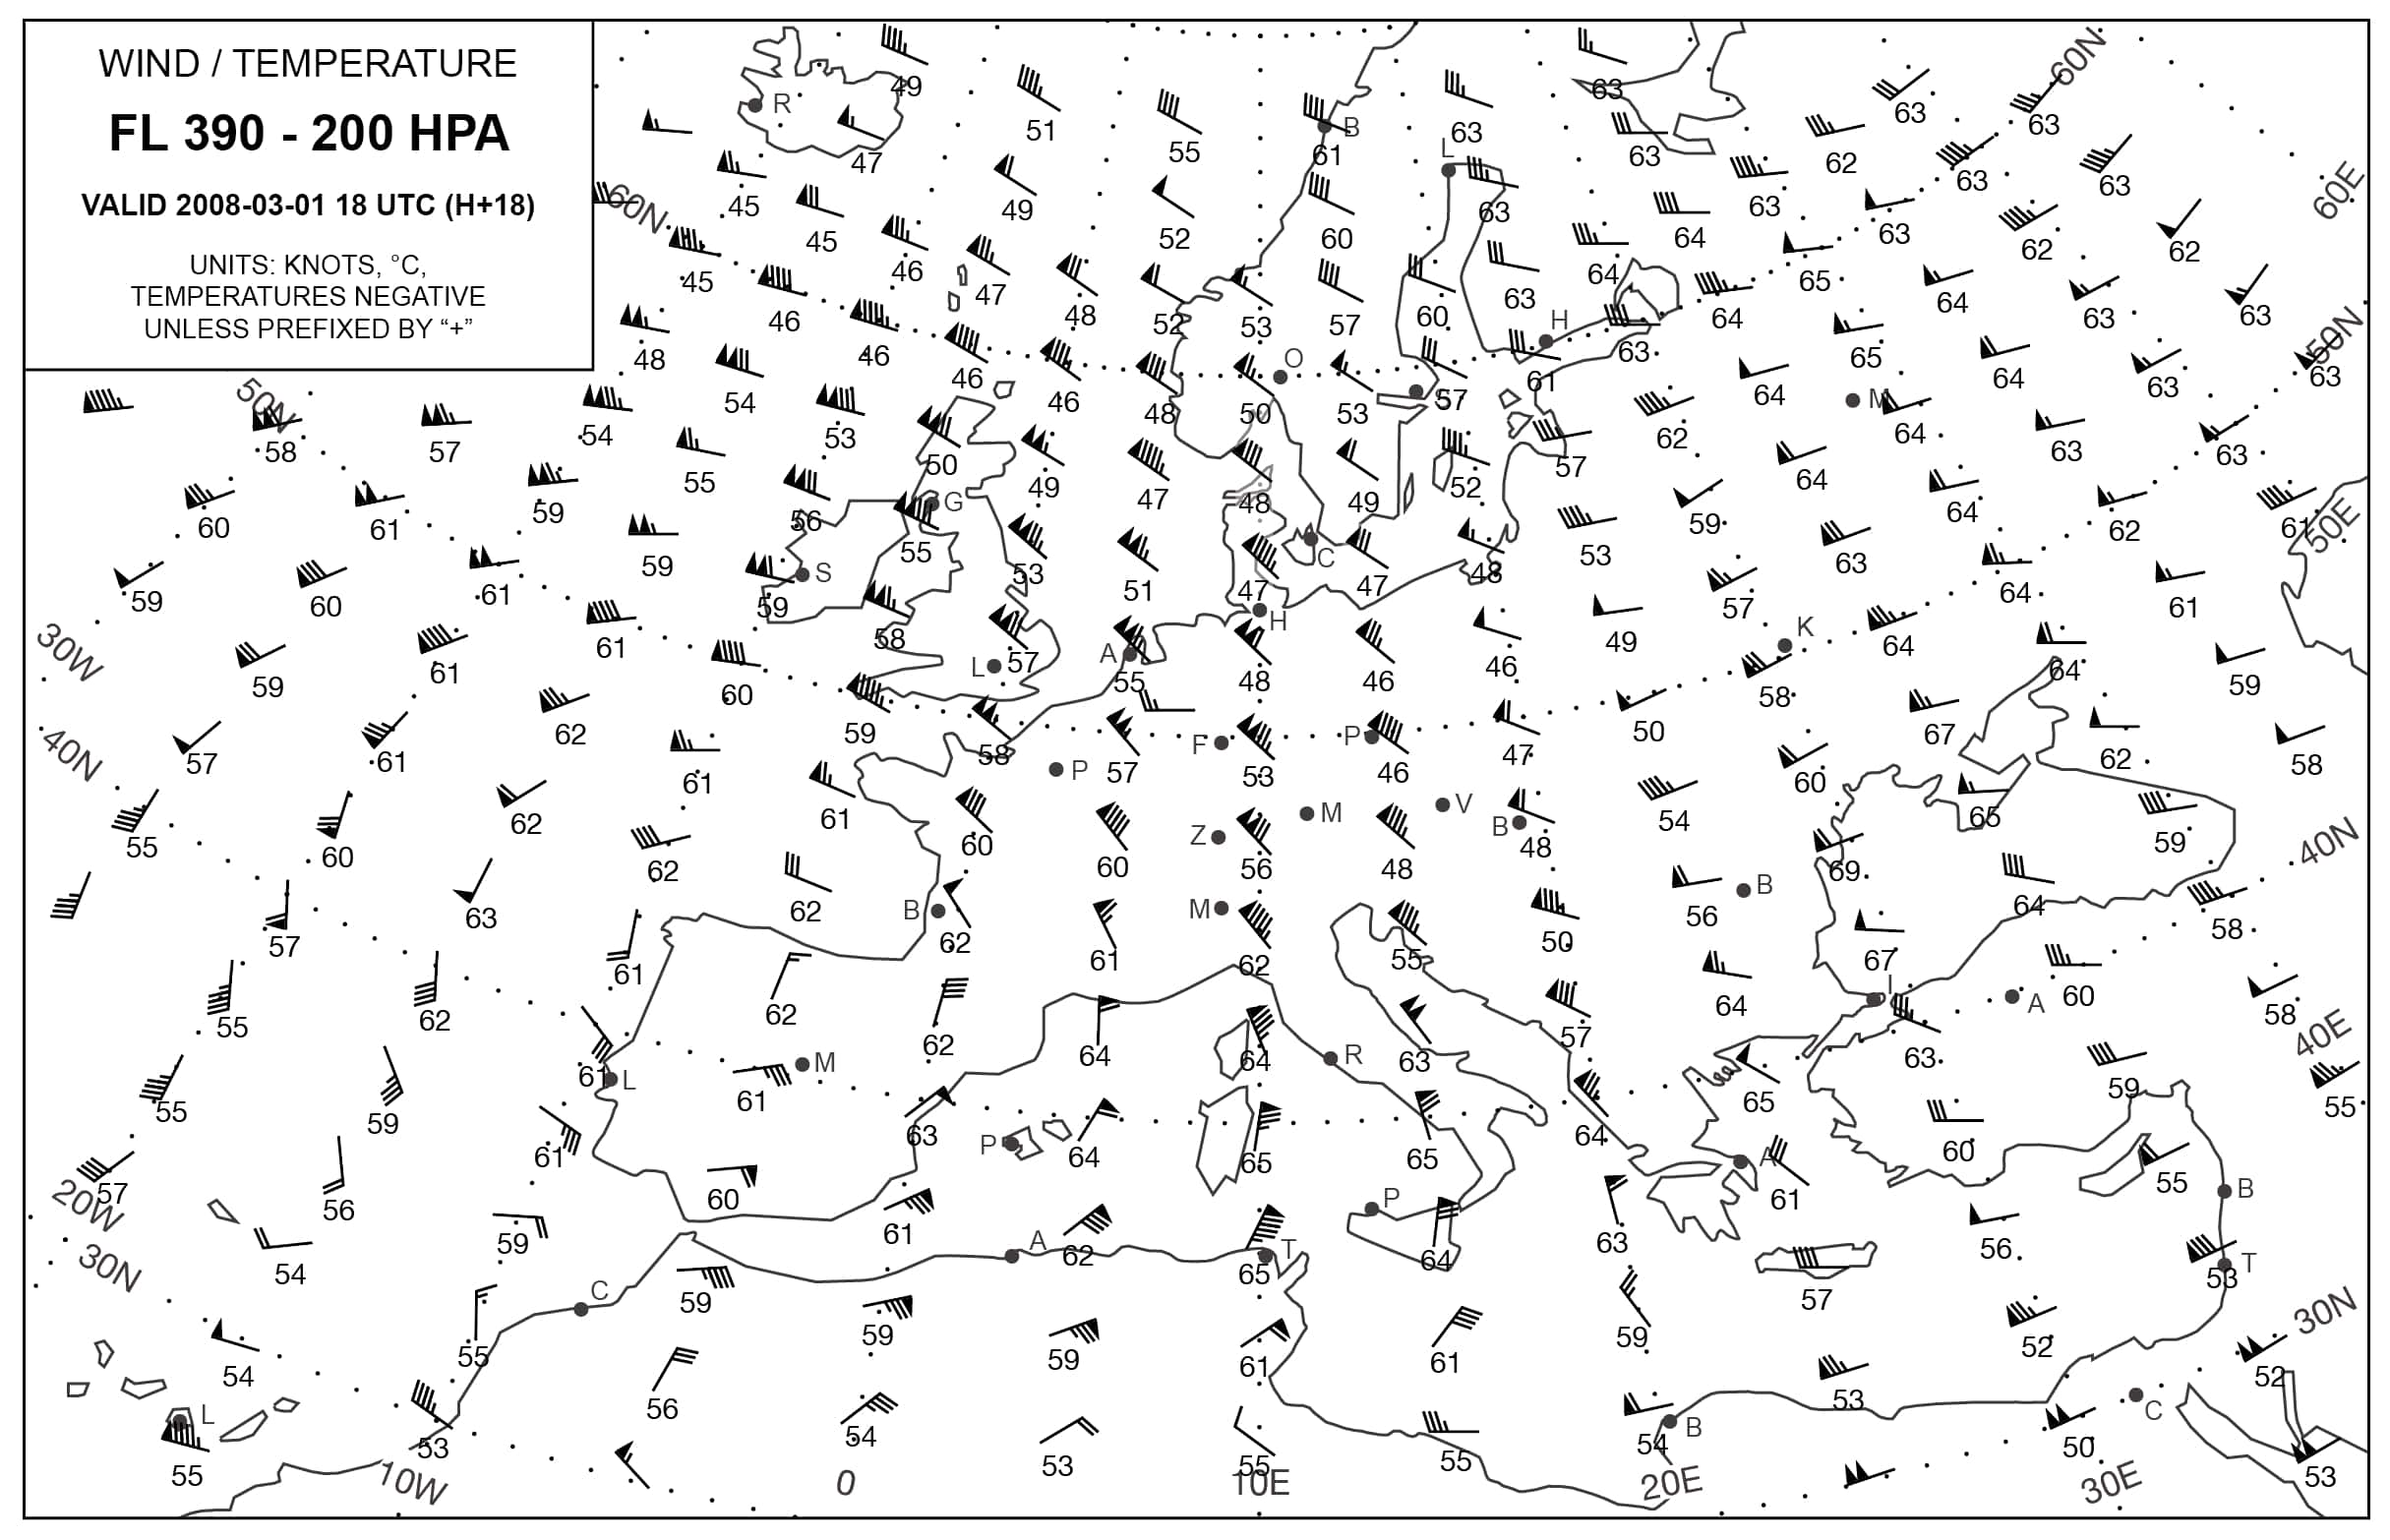 WIND / TEMPERATURE
FL 390 - 200 HPA
VALID 2008-03-01 18 UTC (H+18)
UNITS: KNOTS, °C,
TEMPERATURES NEGATIVE
UNLESS PREFIXED BY “+”
49 63 60N
R 63 63
51 B 63 63
47 55 61 L 63 62
45 49 63 63 63 63 60E
60N 45 52 60 64 63 62 62
45 46 47 63 64 65 64
46 48 52 53 57 60 64 63 63
48 46 46 O H 63 65 50N
50N 54 46 48 50 53 S 57 61 64 M 64 63 63
58 57 54 53 50 57 62 64 63 63
60 61 59 55 56 G 49 47 48 49 52 59 64 62 61
59 60 61 59 S 55 53 51 47 C 47 48 53 63 64 50E
30W 59 61 61 59 58 57 H 49 57 61
59 61 60 L A 55 48 46 46 K 64 64 59
40N 57 61 62 59 58 F P 47 50 58 67 62 58
55 60 62 61 61 P 57 53 46 54 60 65 59 40N
62 60 60 Z M V B 48
57 63 62 B 62 M 56 48 56 B 69 64 58
55 62 61 62 62 61 62 55 50 64 67 I A 60 58
55 59 61 L M 61 64 64 R 63 57 65 63 59 40E 55
57 56 61 63 P 64 65 65 64 A 61 60 55 B
20W 60 61 A 62 T 65 P 64 63 56 53 T
30N 54 59 C 59 59 59 61 61 59 57 52 30N
54 55 56 54 53 55 55 54 B 53 50 C 52
L 55 53 53
10W 0 10E 20E 30E